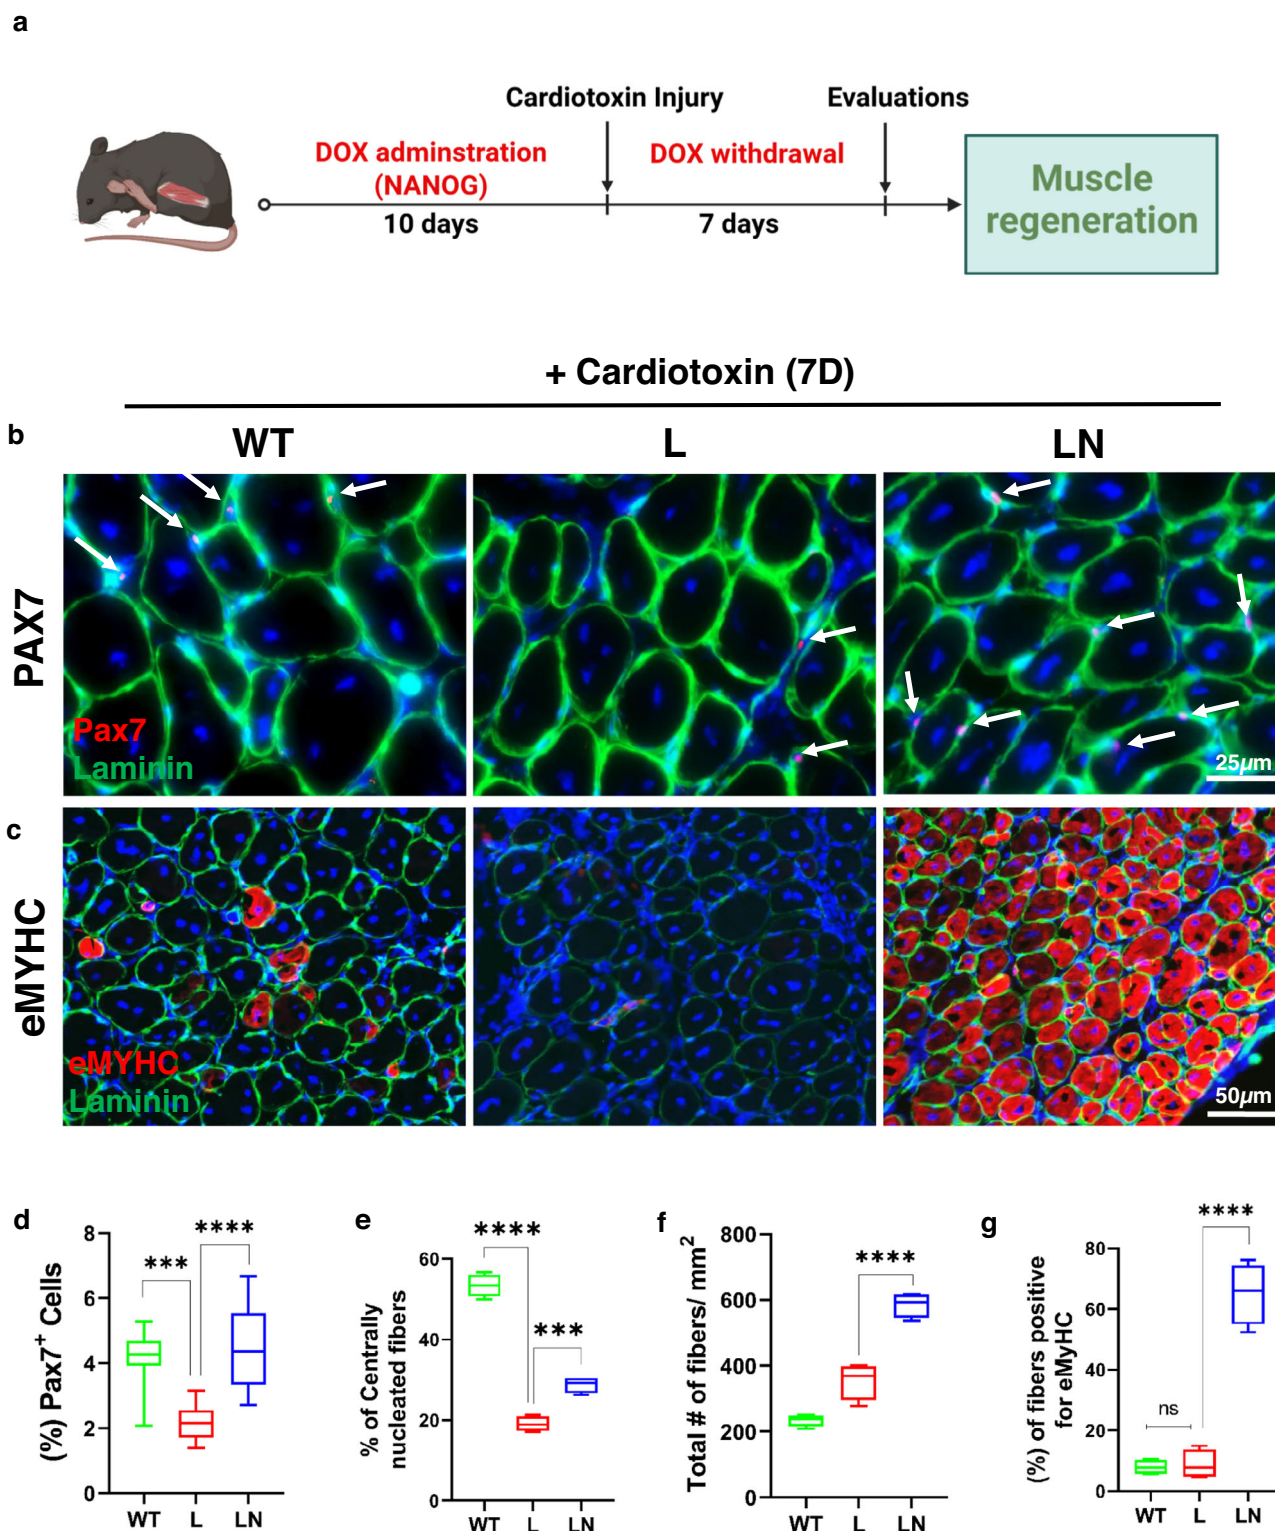 a
Cardiotoxin Injury
Evaluations
DOX adminstration
(NANOG)
DOX withdrawal
10 days
7 days
Muscle
regeneration
+ Cardiotoxin (7D)
b
WT
L
LN
PAX7
Pax7
Laminin
25µm
c
eMYHC
eMYHC
Laminin
50µm
d
(%) Pax7+ Cells
8
6
4
2
0
***
****
WT
L
LN
e
% of Centrally
nucleated fibers
60
40
20
0
****
***
WT
L
LN
f
Total # of fibers/ mm2
800
600
400
200
0
****
WT
L
LN
g
(%) of fibers positive
for eMyHC
80
60
40
20
0
ns
****
WT
L
LN